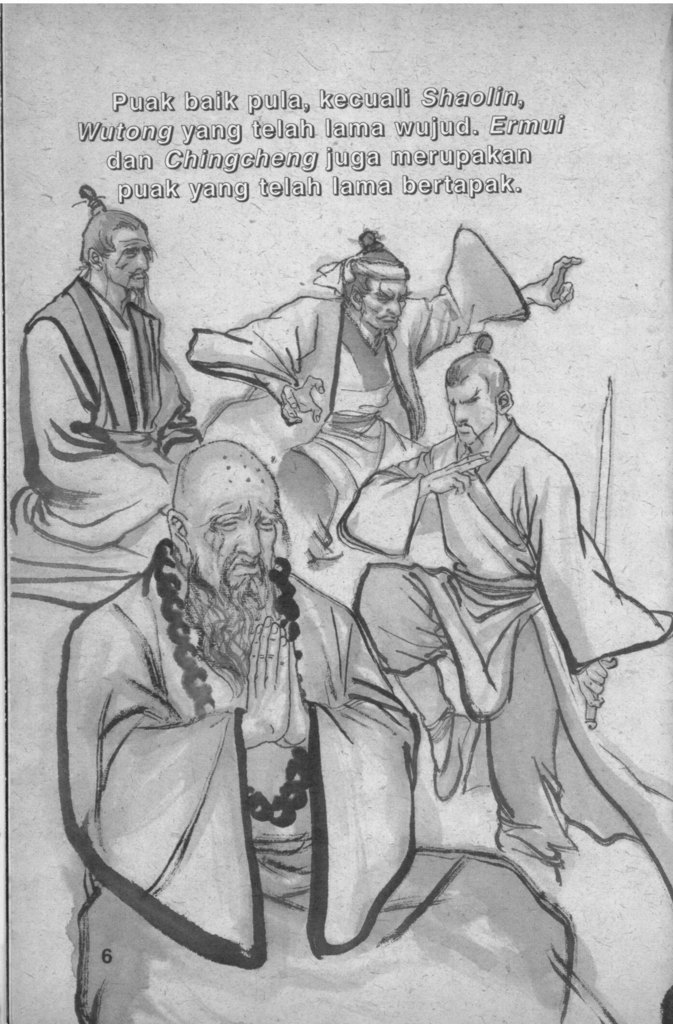 Puak baik pula, kecuali Shaolin,
Wutong yang telah lama wujud. Ermui
dan Chingcheng juga merupakan
puak yang telah lama bertapak.
6